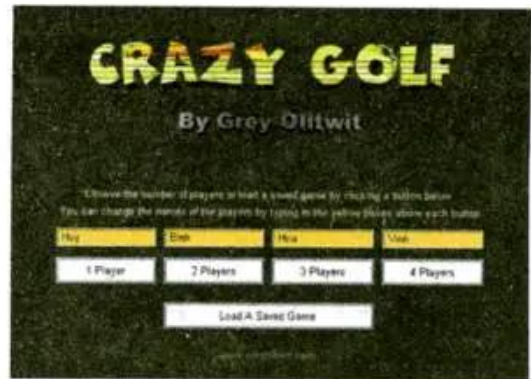 CRAZY GOLF
By Grey Olltwit
Choose the number of players or load a saved game by clicking a button below
You can change the names of the players by typing in the yellow boxes above each button
Huy Binh Hoa Vinh
1 Player 2 Players 3 Players 4 Players
Load A Saved Game